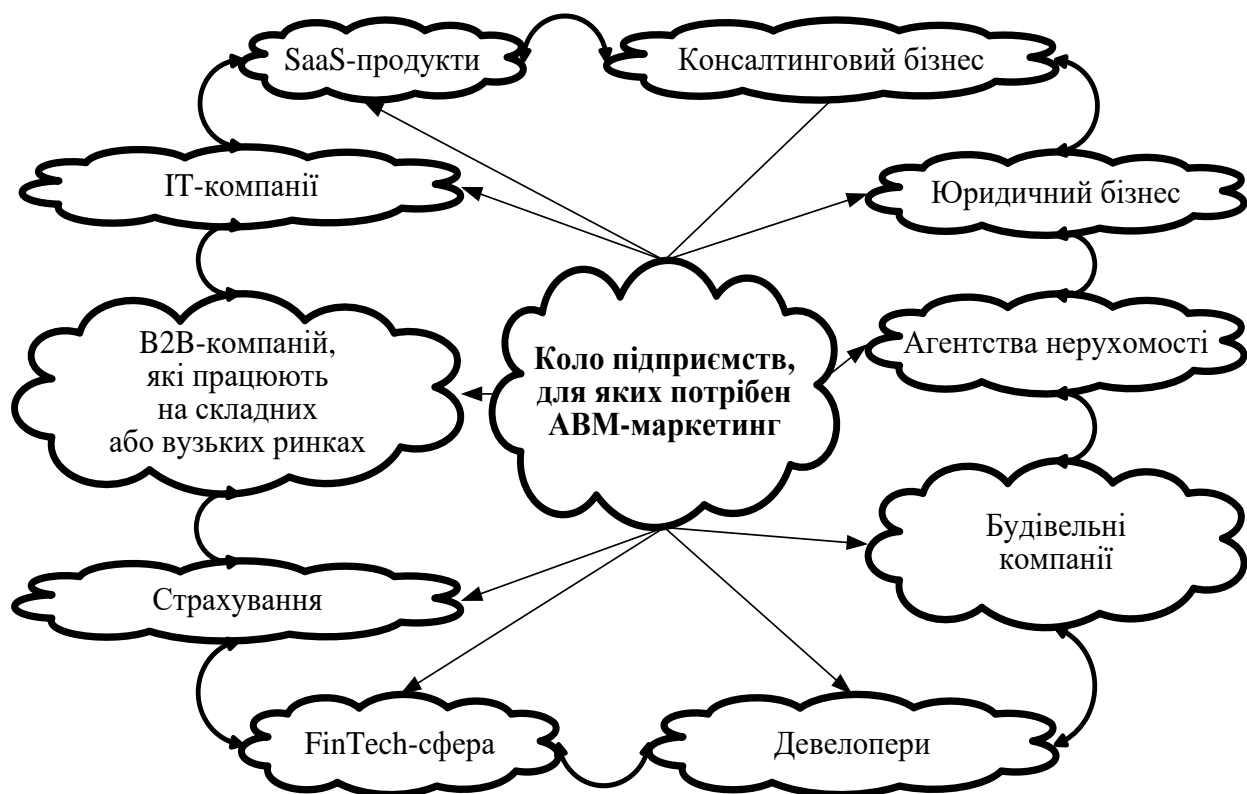 SaaS-продукти
Консалтинговий бізнес
ІТ-компанії
Юридичний бізнес
B2B-компаній,
які працюють
на складних
або вузьких ринках
Коло підприємств,
для яких потрібен
АВМ-маркетинг
Агентства нерухомості
Будівельні
компанії
Страхування
FinTech-сфера
Девелопери